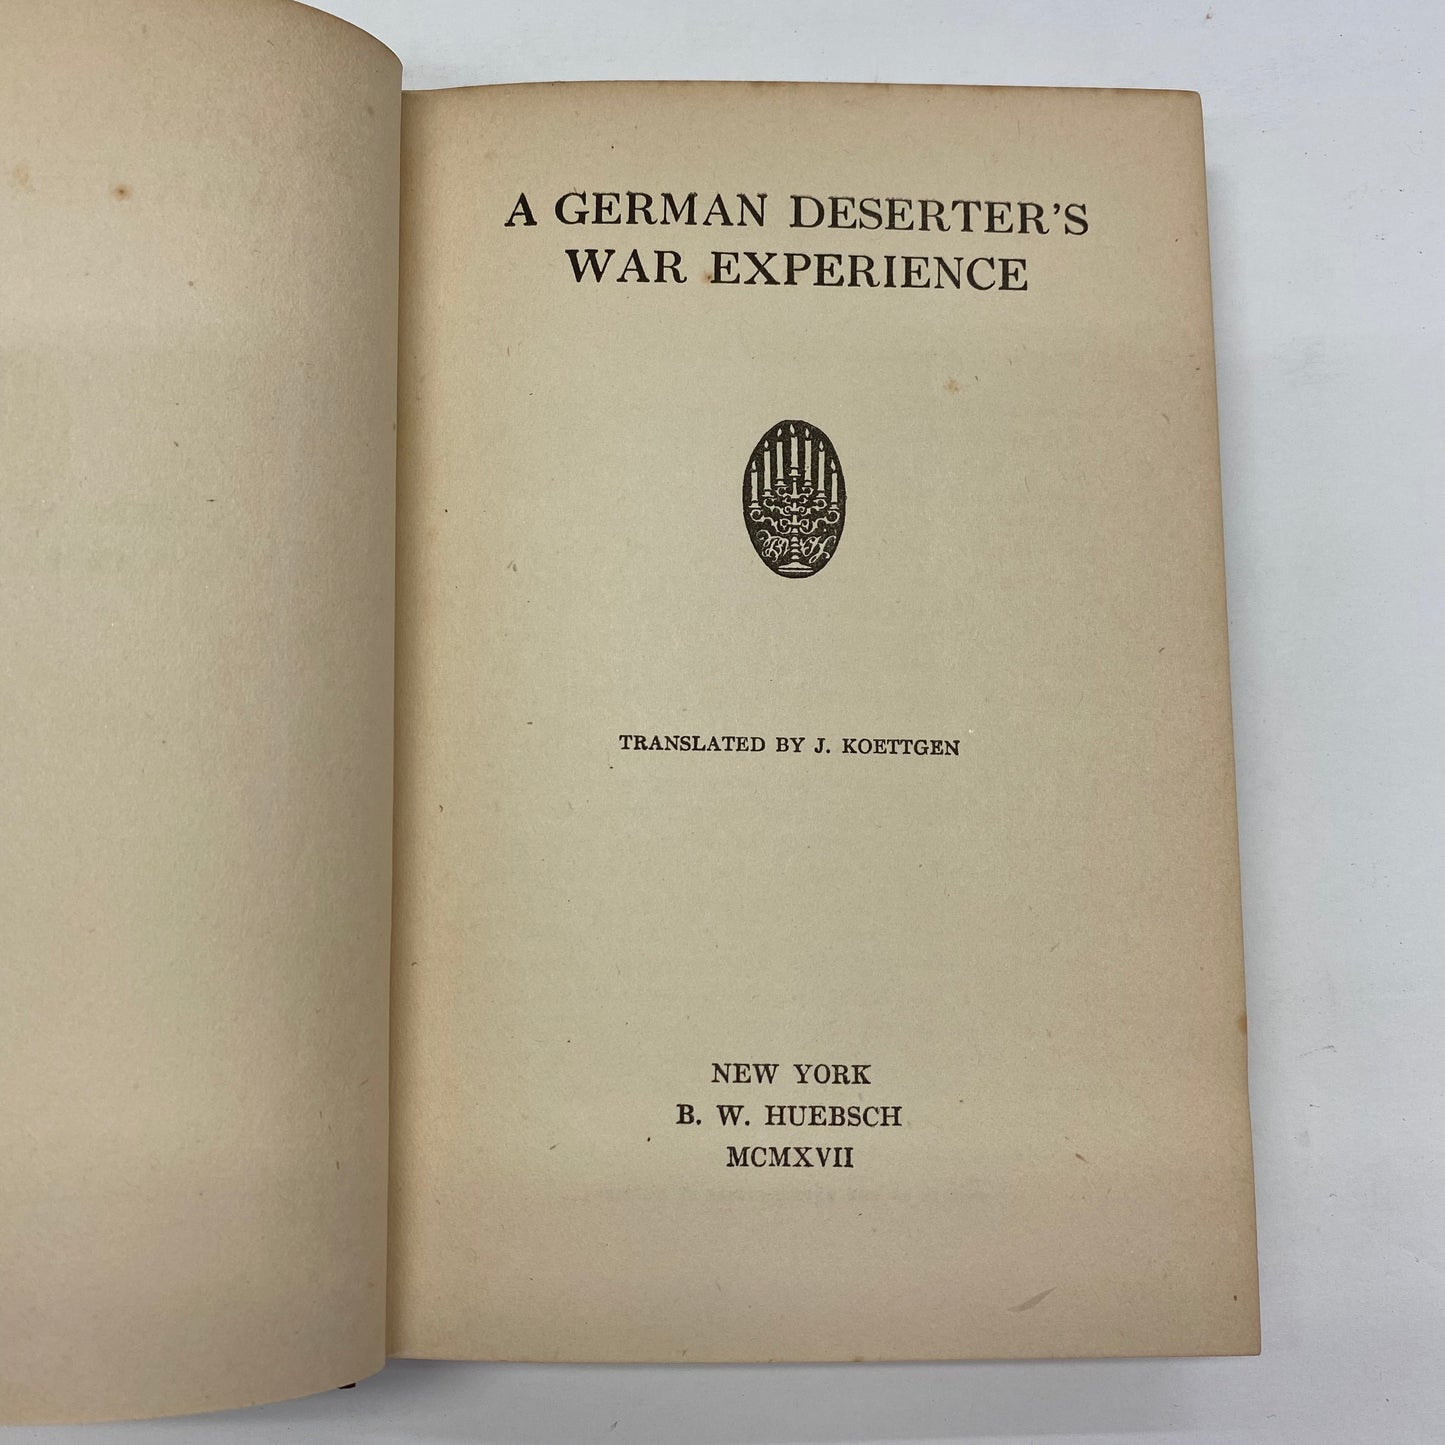 A GERMAN DESERTER'S
WAR EXPERIENCE
TRANSLATED BY J. KOETTGEN
NEW YORK
B. W. HUEBSCH
MCMXVII